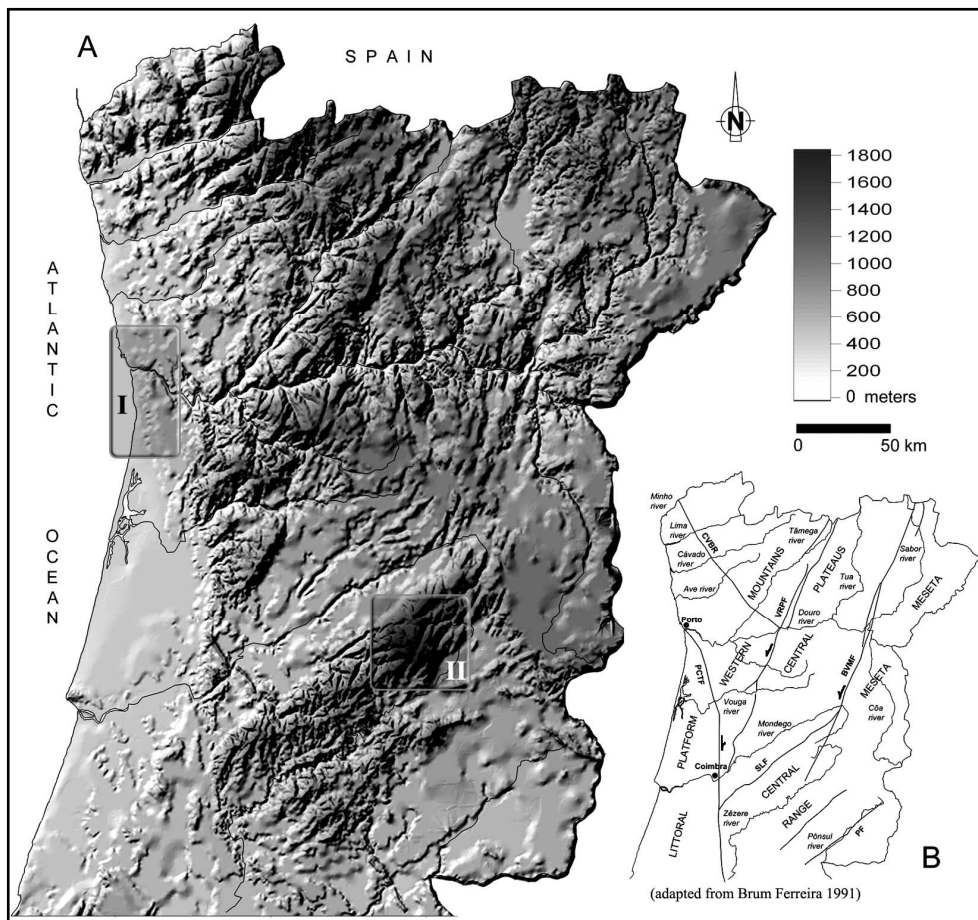 A
SPAIN
N
1800
1600
1400
1200
1000
800
600
400
200
0 meters
0 50 km
ATLANTIC
OCEAN
I
II
Minho
river
Lima
river
CVBR
Cávado
river
Tâmega
river
Ave river
MOUNTAINS
PLATEAUS
VRPF
Tua
river
Sabor
river
MESETA
Porto
Douro
river
WESTERN
CENTRAL
PCTF
BVMF
MESETA
Vouga
river
Côa
river
Mondego
river
PLATFORM
Coimbra
SLF
CENTRAL
Zêzere
river
RANGE
LITTORAL
Pônsul
river
PF
B
(adapted from Brum Ferreira 1991)